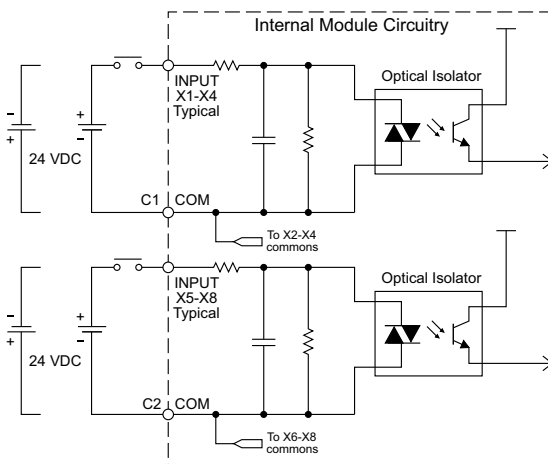 Internal Module Circuitry
INPUT
X1-X4
Typical
Optical Isolator
-
+
+
-
24 VDC
C1
COM
To X2-X4
commons
INPUT
X5-X8
Typical
Optical Isolator
-
+
+
-
24 VDC
C2
COM
To X6-X8
commons